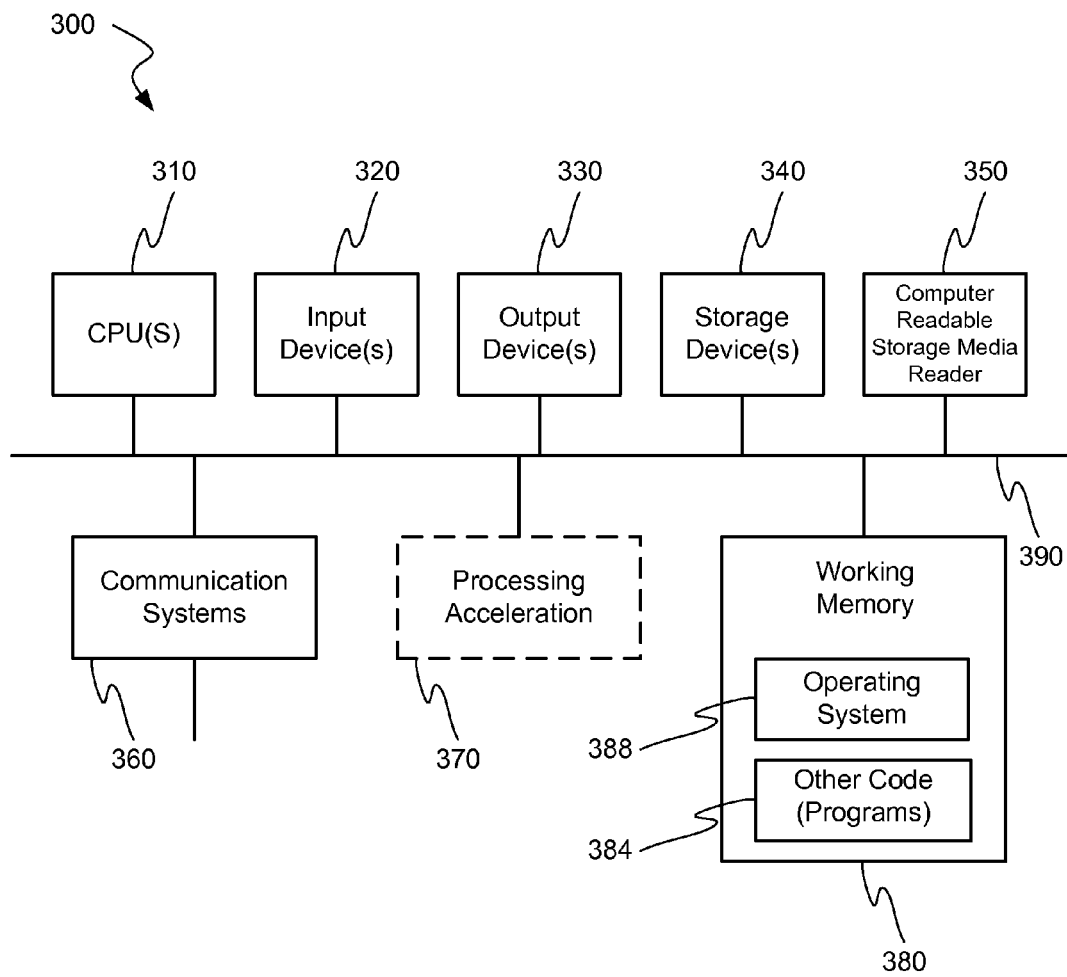 300
310
320
330
340
350
CPU(S)
Input
Device(s)
Output
Device(s)
Storage
Device(s)
Computer
Readable
Storage Media
Reader
390
Communication
Systems
Processing
Acceleration
Working
Memory
Operating
System
Other Code
(Programs)
360
370
388
384
380